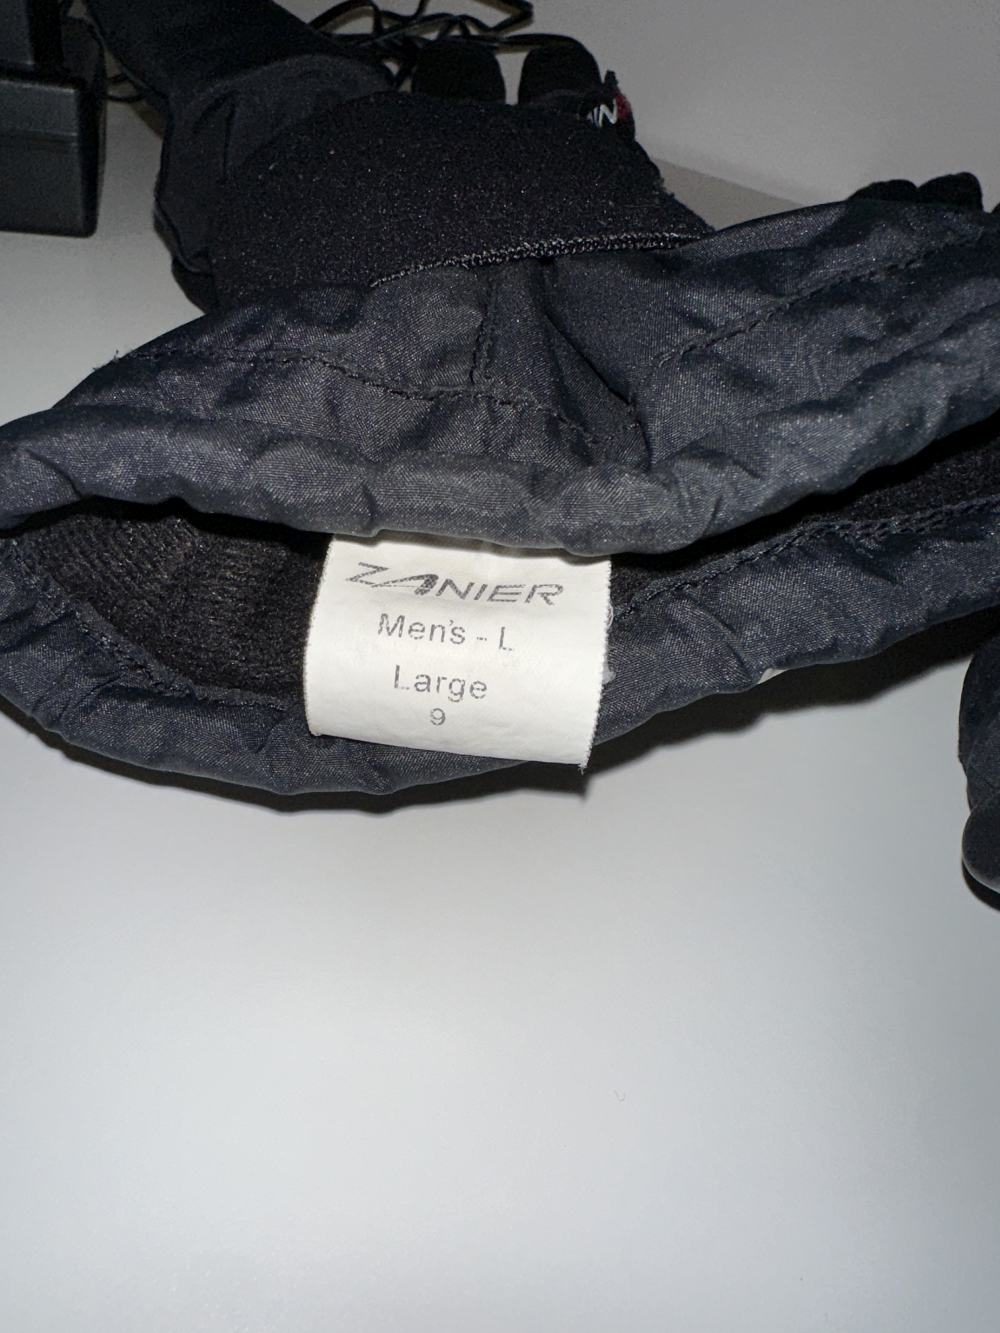 ZANIER
Men's - L
Large
9